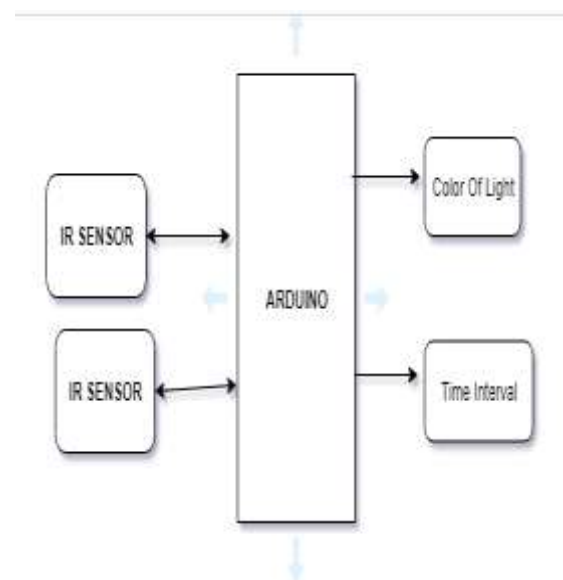 IR SENSOR
IR SENSOR
ARDUINO
Color Of Light
Time Interval